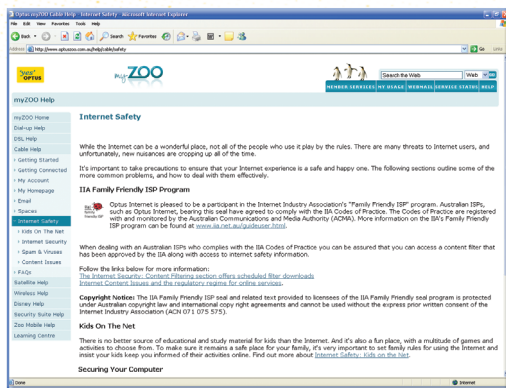 Optus myZOO Cable Help - Internet Safety - Microsoft Internet Explorer
File Edit View Favorites Tools Help
Back Search Favorites
Address http://www.optuszoo.com.au/help/cable/safety Go Links
'yes' OPTUS
myZOO
Search the Web Web
MEMBER SERVICES MY USAGE WEBMAIL SERVICE STATUS HELP
myZOO Help
myZOO Home
Dial-up Help
DSL Help
Cable Help
Getting Started
Getting Connected
My Account
My Homepage
Email
Spaces
Internet Safety
Kids On The Net
Internet Security
Spam & Viruses
Content Issues
FAQs
Satellite Help
Wireless Help
Disney Help
Security Suite Help
Zoo Mobile Help
Learning Centre
Internet Safety
While the Internet can be a wonderful place, not all of the people who use it play by the rules. There are many threats to Internet users, and
unfortunately, new nuisances are cropping up all of the time.
It's important to take precautions to ensure that your Internet experience is a safe and happy one. The following sections outline some of the
more common problems, and how to deal with them effectively.
IIA Family Friendly ISP Program
Optus Internet is pleased to be a participant in the Internet Industry Association's "Family Friendly ISP" program. Australian ISPs,
such as Optus Internet, bearing this seal have agreed to comply with the IIA Codes of Practice. The Codes of Practice are registered
with and monitored by the Australian Communications and Media Authority (ACMA). More information on the IIA's Family Friendly
ISP program can be found at www.iia.net.au/guideuser.html.
family
friendly ISP
When dealing with an Australian ISPs who complies with the IIA Codes of Practice you can be assured that you can access a content filter that
has been approved by the IIA along with access to internet safety information.
Follow the links below for more information:
The Internet Security: Content Filtering section offers scheduled filter downloads
Internet Content Issues and the regulatory regime for online services.
Copyright Notice: The IIA Family Friendly ISP seal and related text provided to licensees of the IIA Family Friendly seal program is protected
under Australian copyright law and international copy right agreements and cannot be used without the express prior written consent of the
Internet Industry Association (ACN 071 075 575).
Kids On The Net
There is no better source of educational and study material for kids than the Internet. And it's also a fun place, with a multitude of games and
activities to choose from. To make sure it remains a safe place for your family, it's very important to set family rules for using the Internet and
insist your kids keep you informed of their activities online. Find out more about Internet Safety: Kids on the Net.
Securing Your Computer
Done Internet